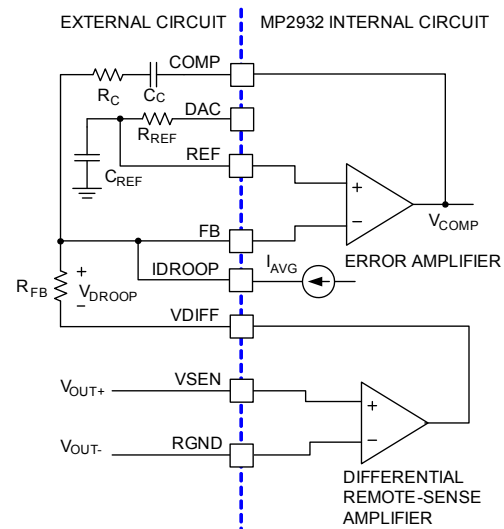 EXTERNAL CIRCUIT
MP2932 INTERNAL CIRCUIT
COMP
RC
CC
DAC
RREF
REF
CREF
+
−
VCOMP
FB
ERROR AMPLIFIER
IDROOP
IAVG
RFB
+
VDROOP
−
VDIFF
VOUT+
VSEN
+
VOUT-
RGND
−
DIFFERENTIAL
REMOTE-SENSE
AMPLIFIER